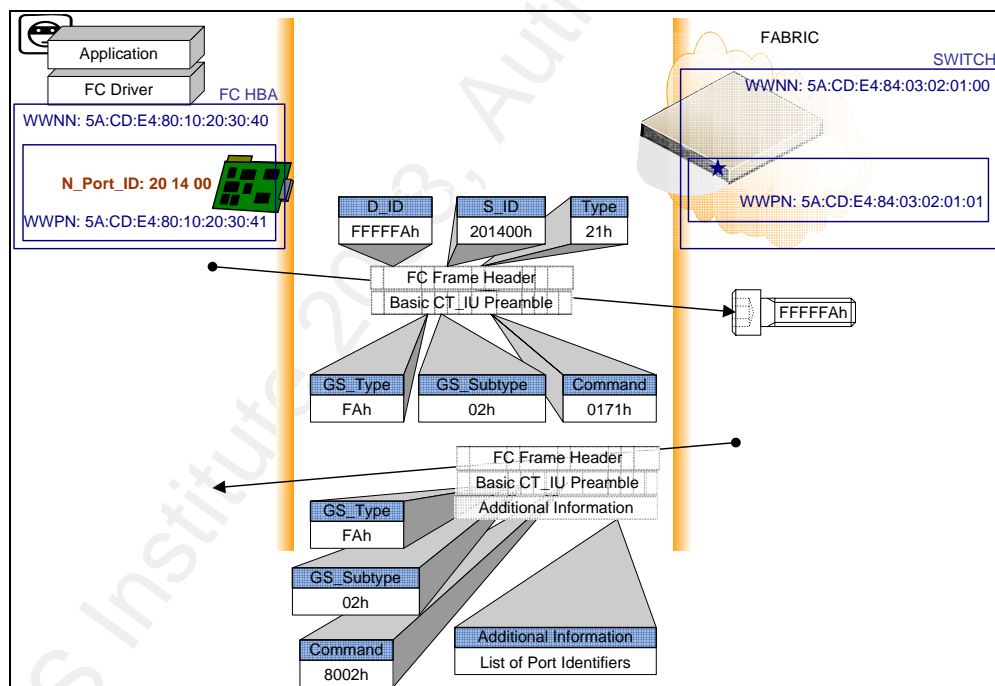 Application
FC Driver
FC HBA
WWNN: 5A:CD:E4:80:10:20:30:40
N_Port_ID: 20 14 00
WWPN: 5A:CD:E4:80:10:20:30:41
FABRIC
SWITCH
WWNN: 5A:CD:E4:84:03:02:01:00
WWPN: 5A:CD:E4:84:03:02:01:01
D_ID
FFFFFAh
S_ID
201400h
Type
21h
FC Frame Header
Basic CT_IU Preamble
FFFFFAh
GS_Type
FAh
GS_Subtype
02h
Command
0171h
FC Frame Header
Basic CT_IU Preamble
Additional Information
GS_Type
FAh
GS_Subtype
02h
Command
8002h
Additional Information
List of Port Identifiers